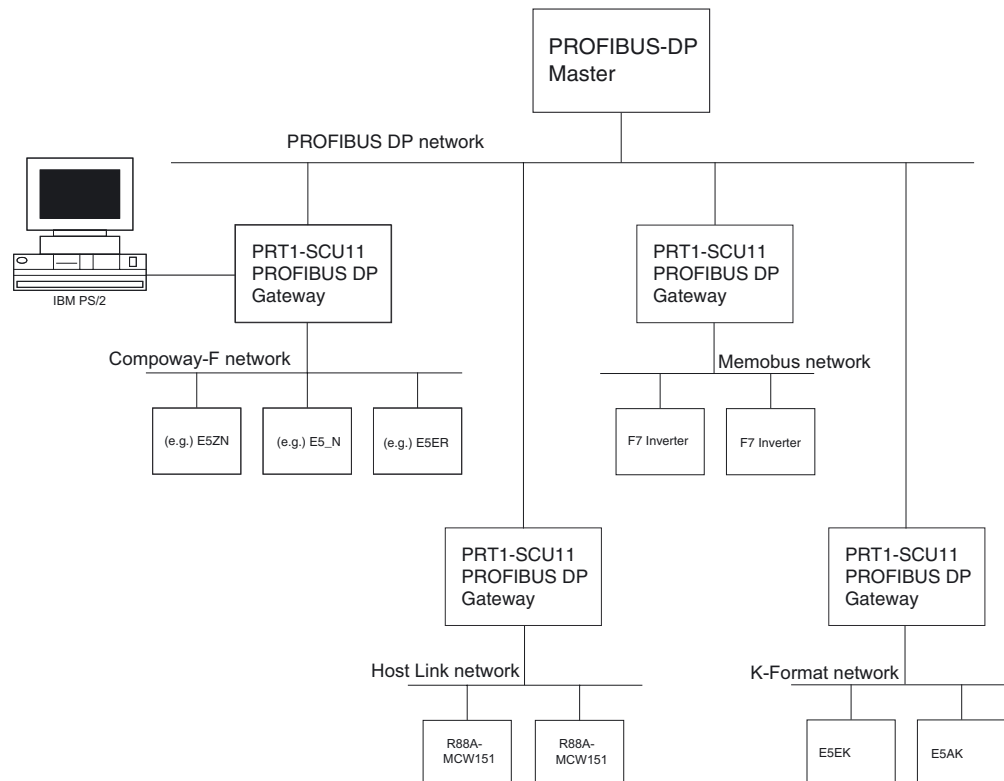 PROFIBUS-DP
Master
PROFIBUS DP network
IBM PS/2
PRT1-SCU11
PROFIBUS DP
Gateway
PRT1-SCU11
PROFIBUS DP
Gateway
Compoway-F network
Memobus network
(e.g.) E5ZN
(e.g.) E5_N
(e.g.) E5ER
F7 Inverter
F7 Inverter
PRT1-SCU11
PROFIBUS DP
Gateway
PRT1-SCU11
PROFIBUS DP
Gateway
Host Link network
K-Format network
R88A-
MCW151
R88A-
MCW151
E5EK
E5AK